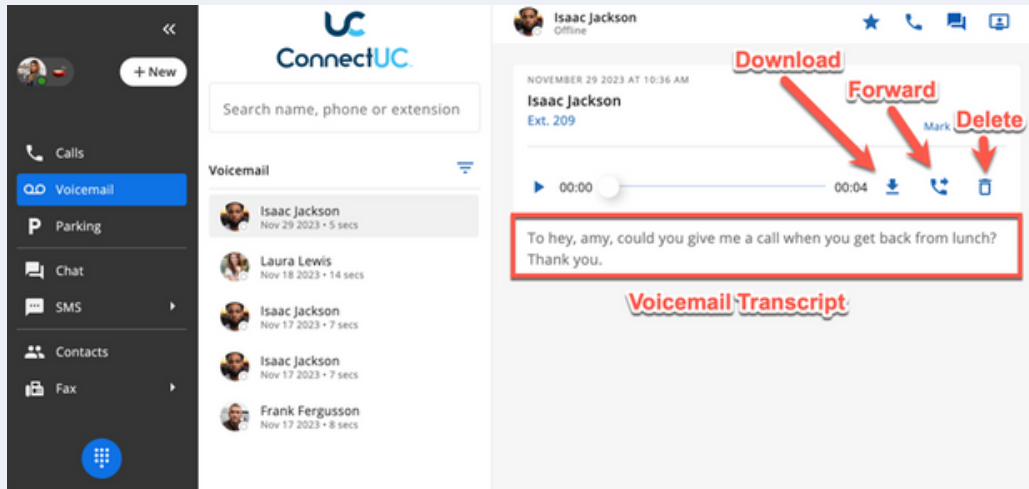 «
+ New
Calls
Voicemail
P Parking
Chat
SMS
Contacts
Fax
UC
ConnectUC
Search name, phone or extension
Voicemail
Isaac Jackson
Nov 29 2023 • 5 secs
Laura Lewis
Nov 18 2023 • 14 secs
Isaac Jackson
Nov 17 2023 • 7 secs
Isaac Jackson
Nov 17 2023 • 7 secs
Frank Fergusson
Nov 17 2023 • 8 secs
Isaac Jackson
Offline
Download
Forward
Delete
NOVEMBER 29 2023 AT 10:36 AM
Isaac Jackson
Ext. 209
Mark
00:00
00:04
To hey, amy, could you give me a call when you get back from lunch?
Thank you.
Voicemail Transcript